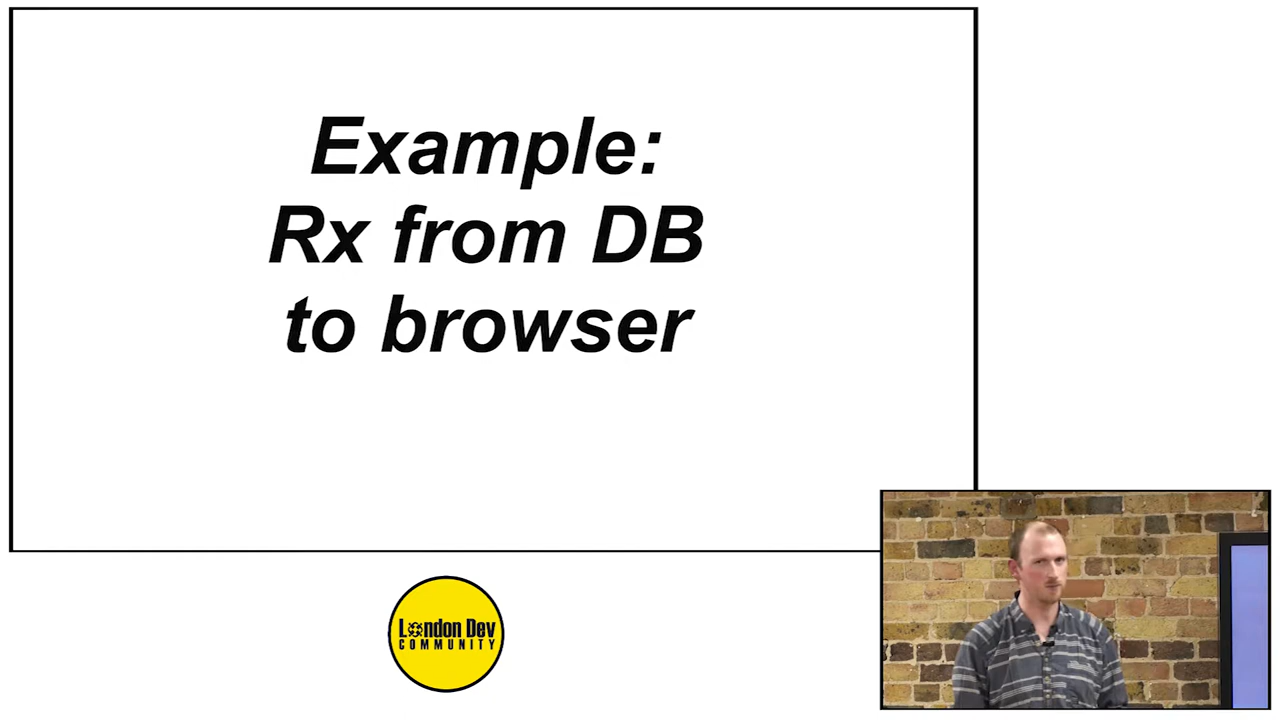 Example:
Rx from DB
to browser
London Dev
COMMUNITY